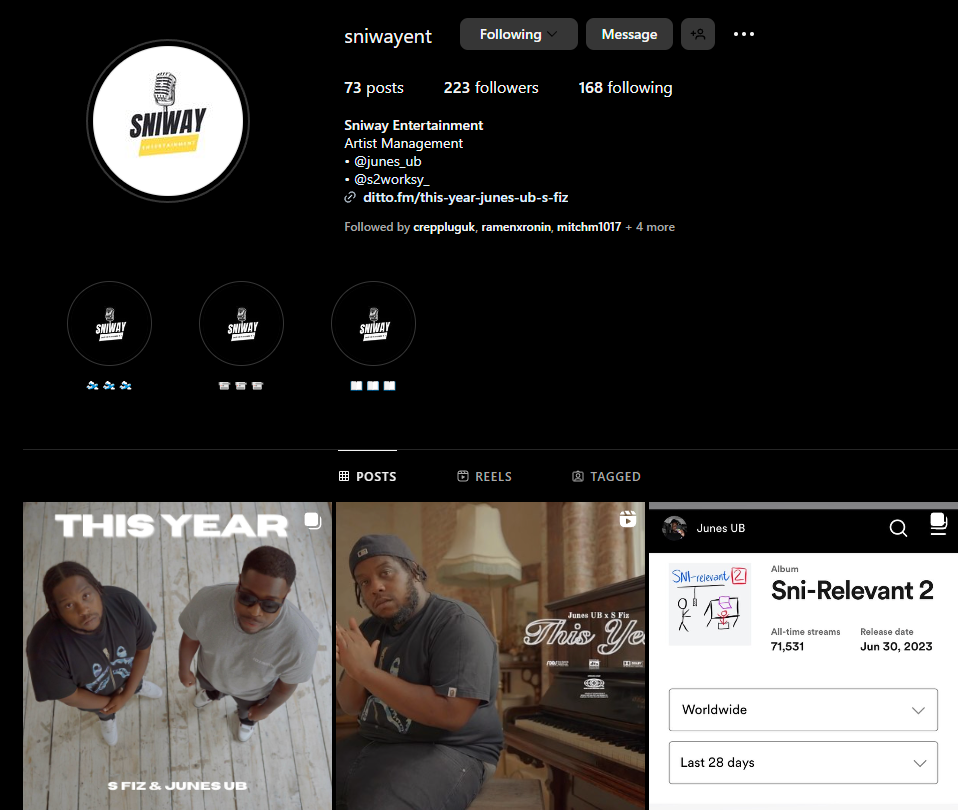 sniwayent
Following
Message
73 posts
223 followers
168 following
SNIWAY
ENTERTAINMENT
Sniway Entertainment
Artist Management
• @junes_ub
• @s2worksy_
ditto.fm/this-year-junes-ub-s-fiz
Followed by creppluguk, ramenxronin, mitchm1017 + 4 more
SNIWAY
SNIWAY
SNIWAY
POSTS
REELS
TAGGED
THIS YEAR
S FIZ & JUNES UB
Junes UB x S Fiz
This Ye
Junes UB
SNI-relevant 2
Album
Sni-Relevant 2
All-time streams
71,531
Release date
Jun 30, 2023
Worldwide
Last 28 days